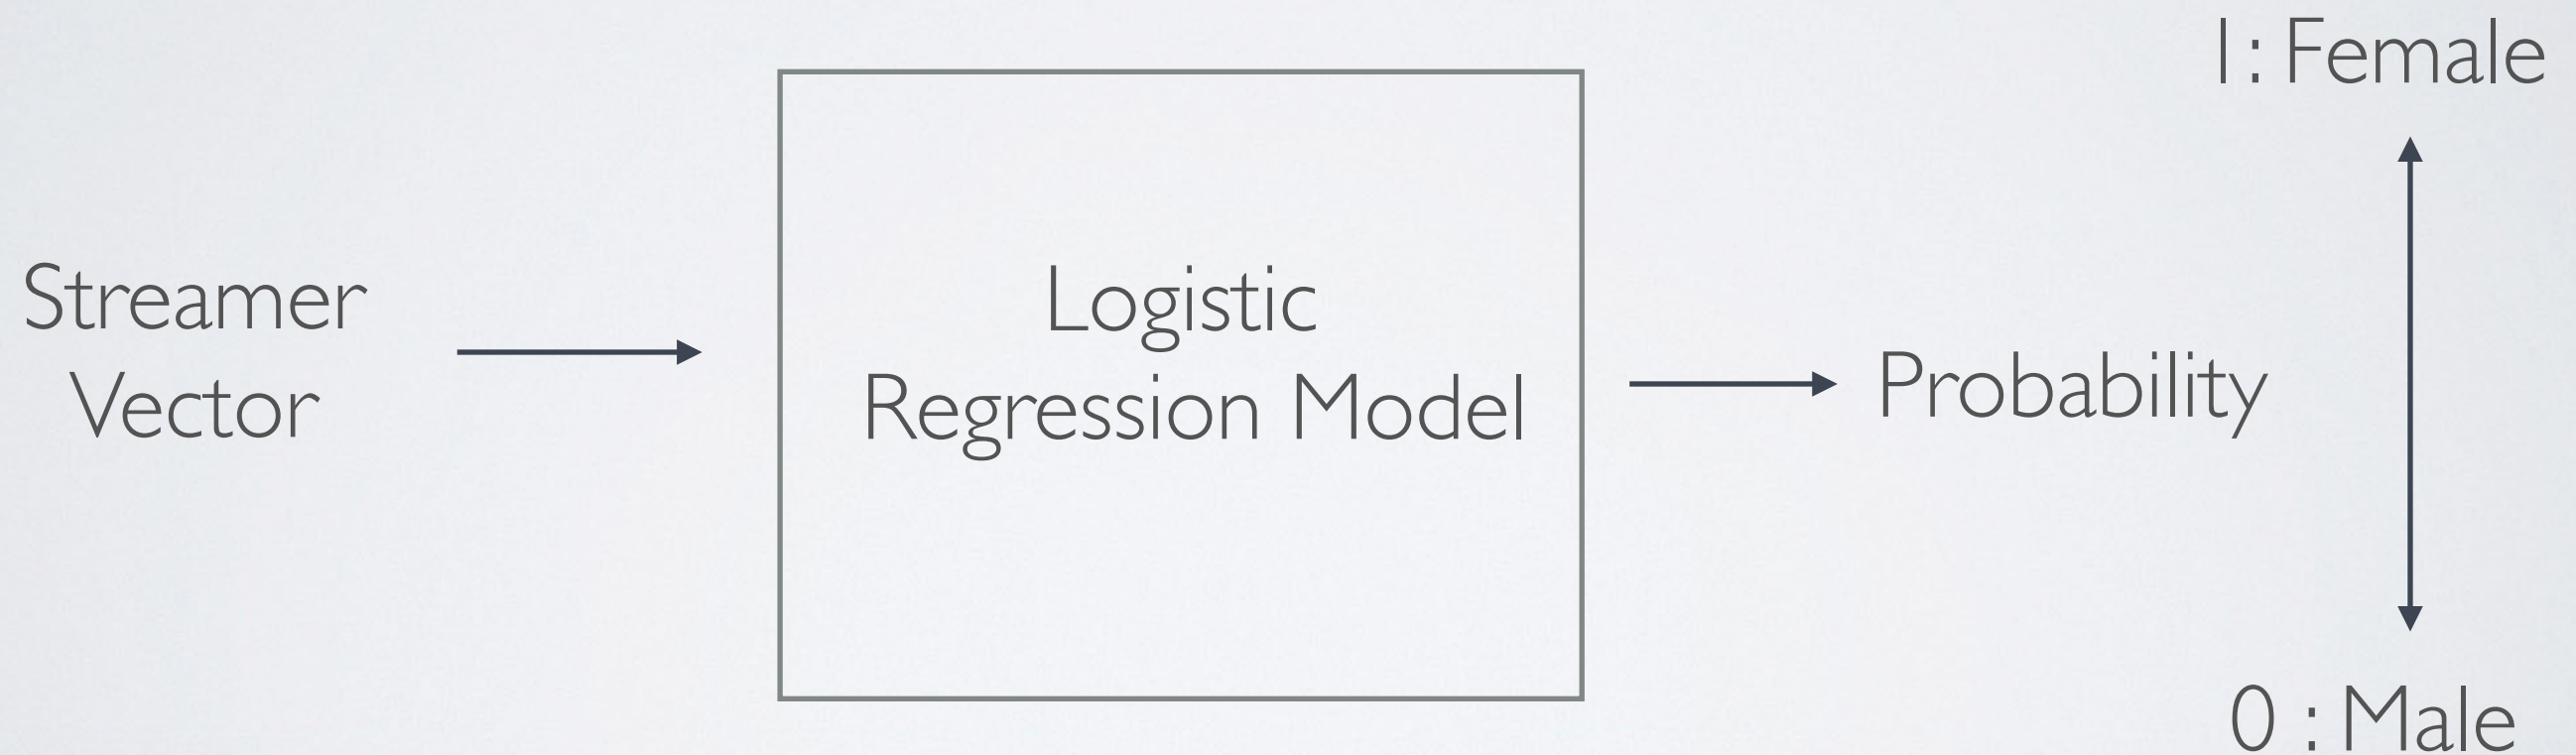 Streamer
Vector
Logistic
Regression Model
Probability
1 : Female
0 : Male